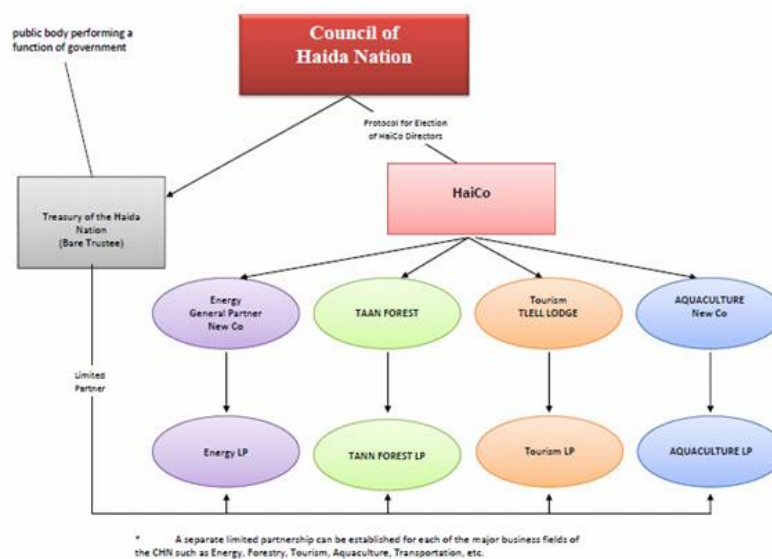 public body performing a
function of government
Council of
Haida Nation
Protocol for Election
of HaiCo Directors
HaiCo
Treasury of the Haida
Nation
(Bare Trustee)
Energy
General Partner
New Co
TAAN FOREST
Tourism
TLELL LODGE
AQUACULTURE
New Co
Limited
Partner
Energy LP
TANN FOREST LP
Tourism LP
AQUACULTURE LP
* A separate limited partnership can be established for each of the major business fields of
the CHN such as Energy, Forestry, Tourism, Aquaculture, Transportation, etc.